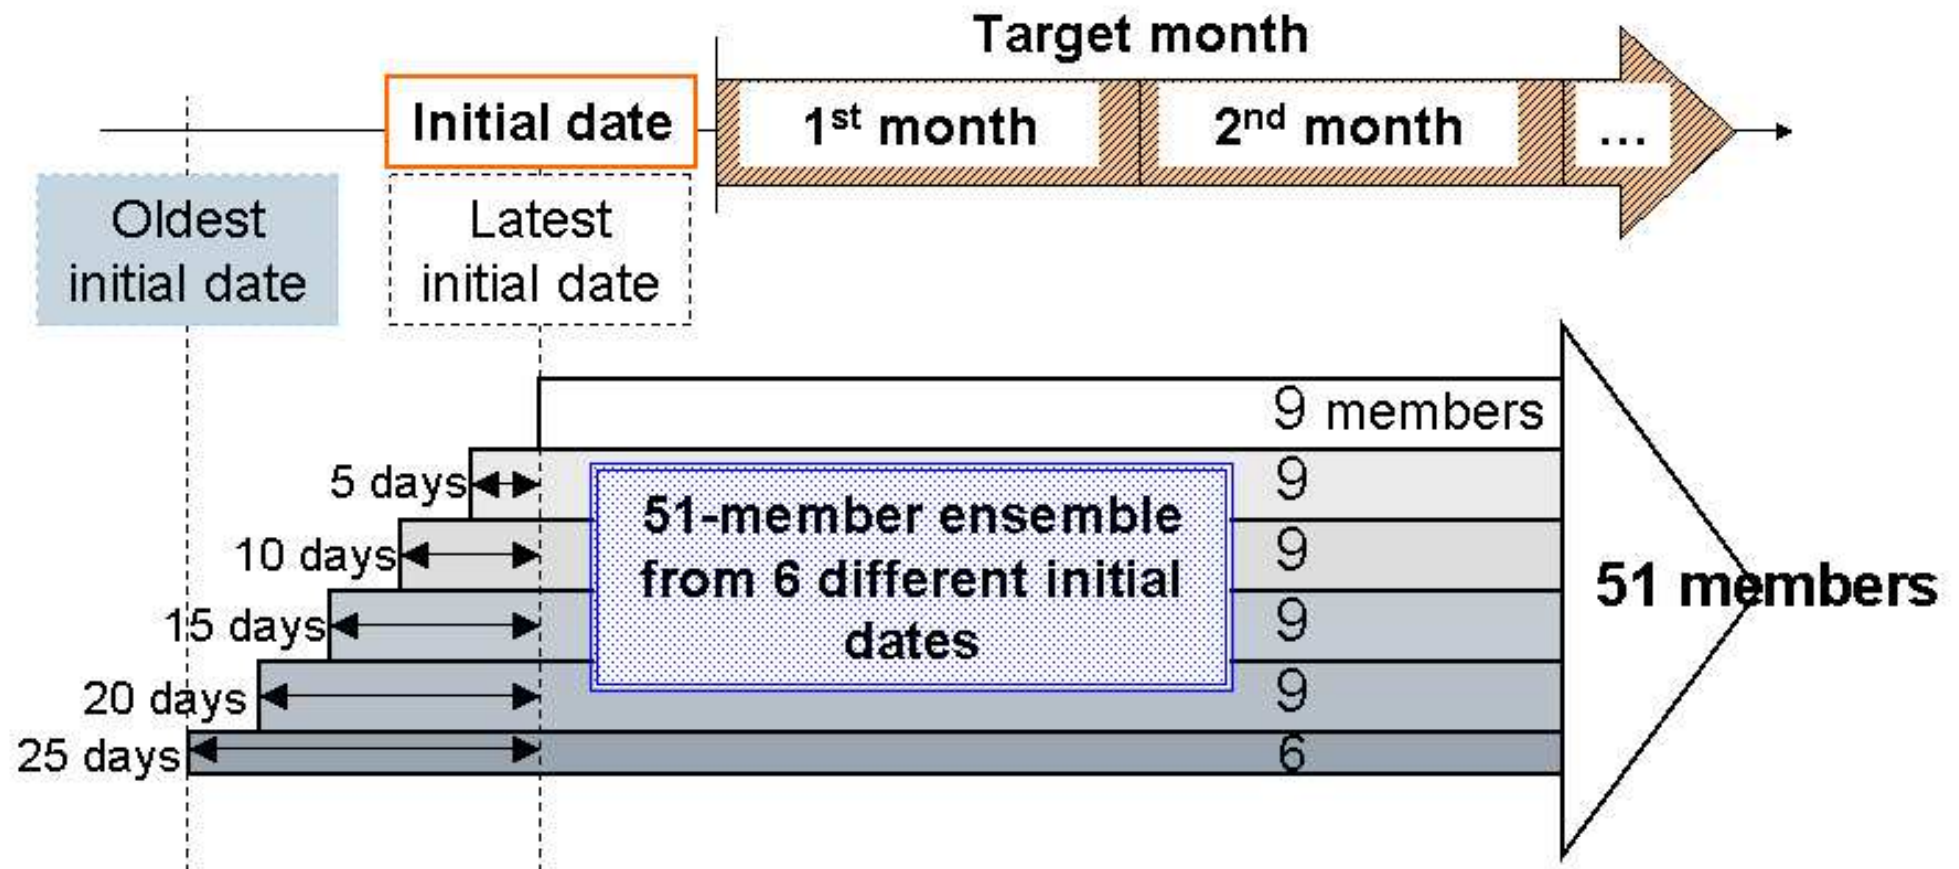 Target month
Initial date
1st month
2nd month
...
Oldest
initial date
Latest
initial date
9 members
5 days
9
10 days
9
15 days
9
20 days
9
25 days
6
51-member ensemble
from 6 different initial
dates
51 members